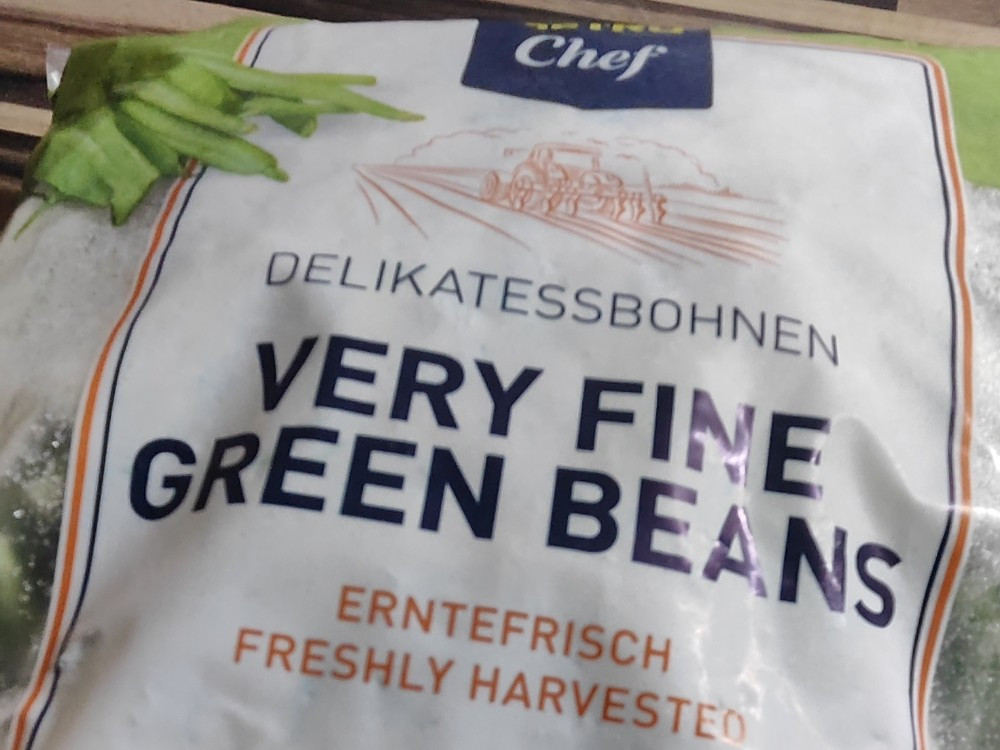 Chef
DELIKATESSBOHNEN
VERY FINE
GREEN BEANS
ERNTEFRISCH
FRESHLY HARVESTED